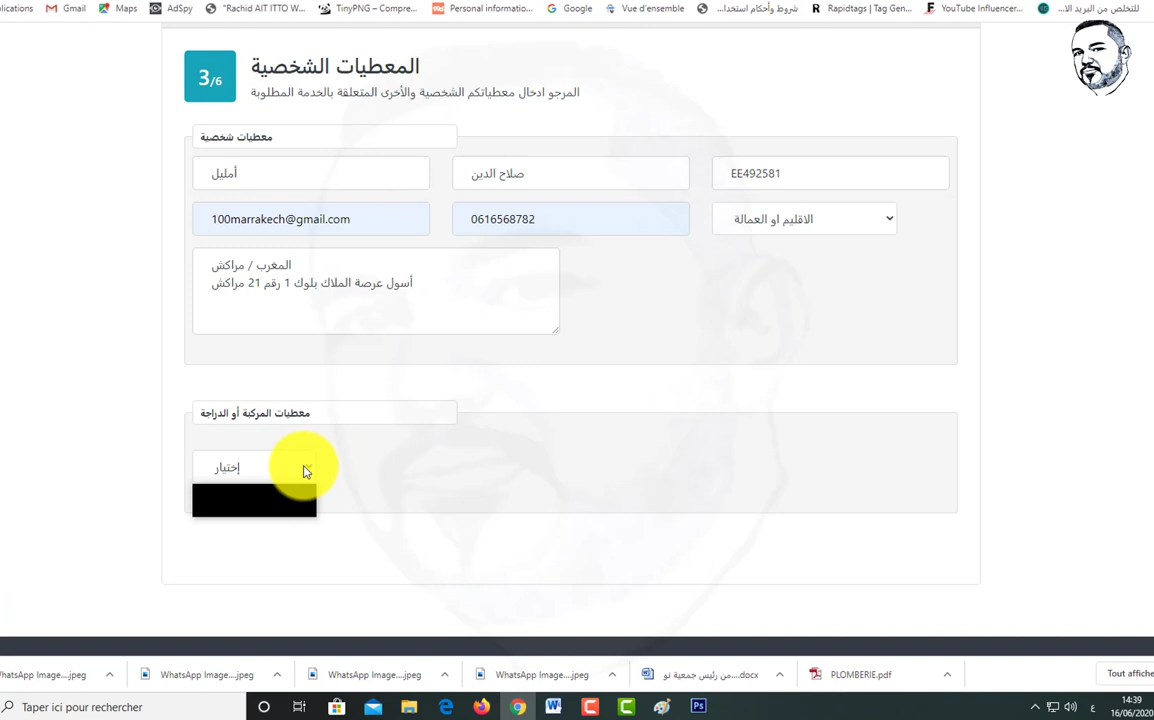 ications
Gmail
Maps
AdSpy
"Rachid AIT ITTO W...
TinyPNG – Compre...
Personal informatio...
Google
Vue d'ensemble
شروط وأحكام استخدا...
Rapidtags | Tag Gen...
YouTube Influencer...
للتخلص من البريد الا...
3/6
المعطيات الشخصية
المرجو ادخال معطياتكم الشخصية والأخرى المتعلقة بالخدمة المطلوبة
معطيات شخصية
أمليل
صلاح الدين
EE492581
100marrakech@gmail.com
0616568782
الاقليم او العمالة
المغرب / مراكش
أسول عرصة الملاك بلوك 1 رقم 21 مراكش
معطيات المركبة أو الدراجة
إختيار
hatsApp Image....jpeg
WhatsApp Image....jpeg
WhatsApp Image....jpeg
WhatsApp Image....jpeg
من رئيس جمعية نو....docx
PLOMBERIE.pdf
Tout affiche
Taper ici pour rechercher
ع
14:39
16/06/2020